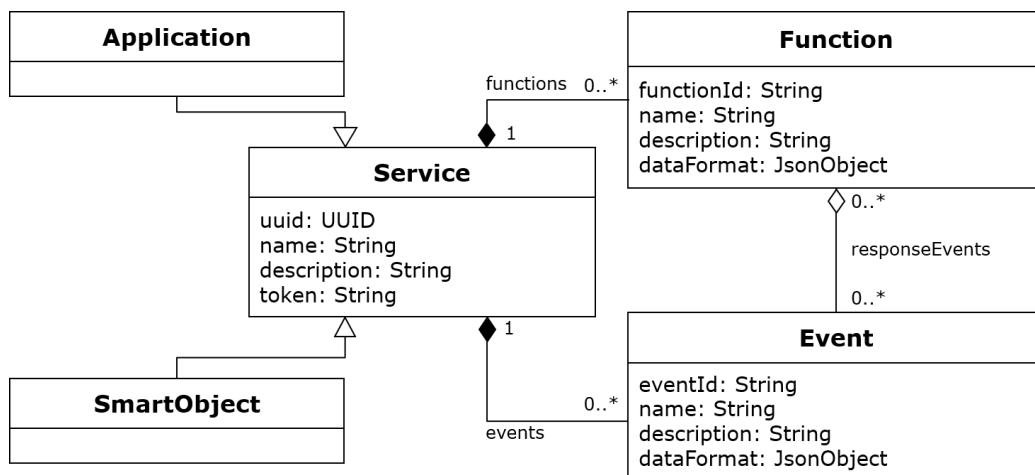 Application
Function
functionId: String
name: String
description: String
dataFormat: JsonObject
functions 0..*
1
Service
uuid: UUID
name: String
description: String
token: String
0..*
responseEvents
0..*
1
SmartObject
Event
eventId: String
name: String
description: String
dataFormat: JsonObject
0..*
events